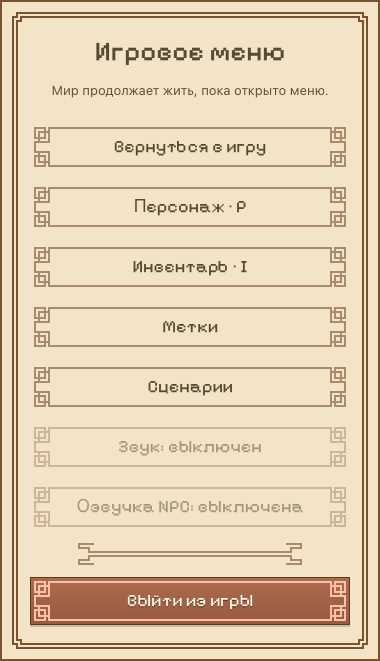 Игровое меню
Мир продолжает жить, пока открыто меню.
Вернуться в игру
Персонаж · P
Инвентарь · I
Метки
Сценарии
Звук: выключен
Озвучка NPC: выключена
Выйти из игры